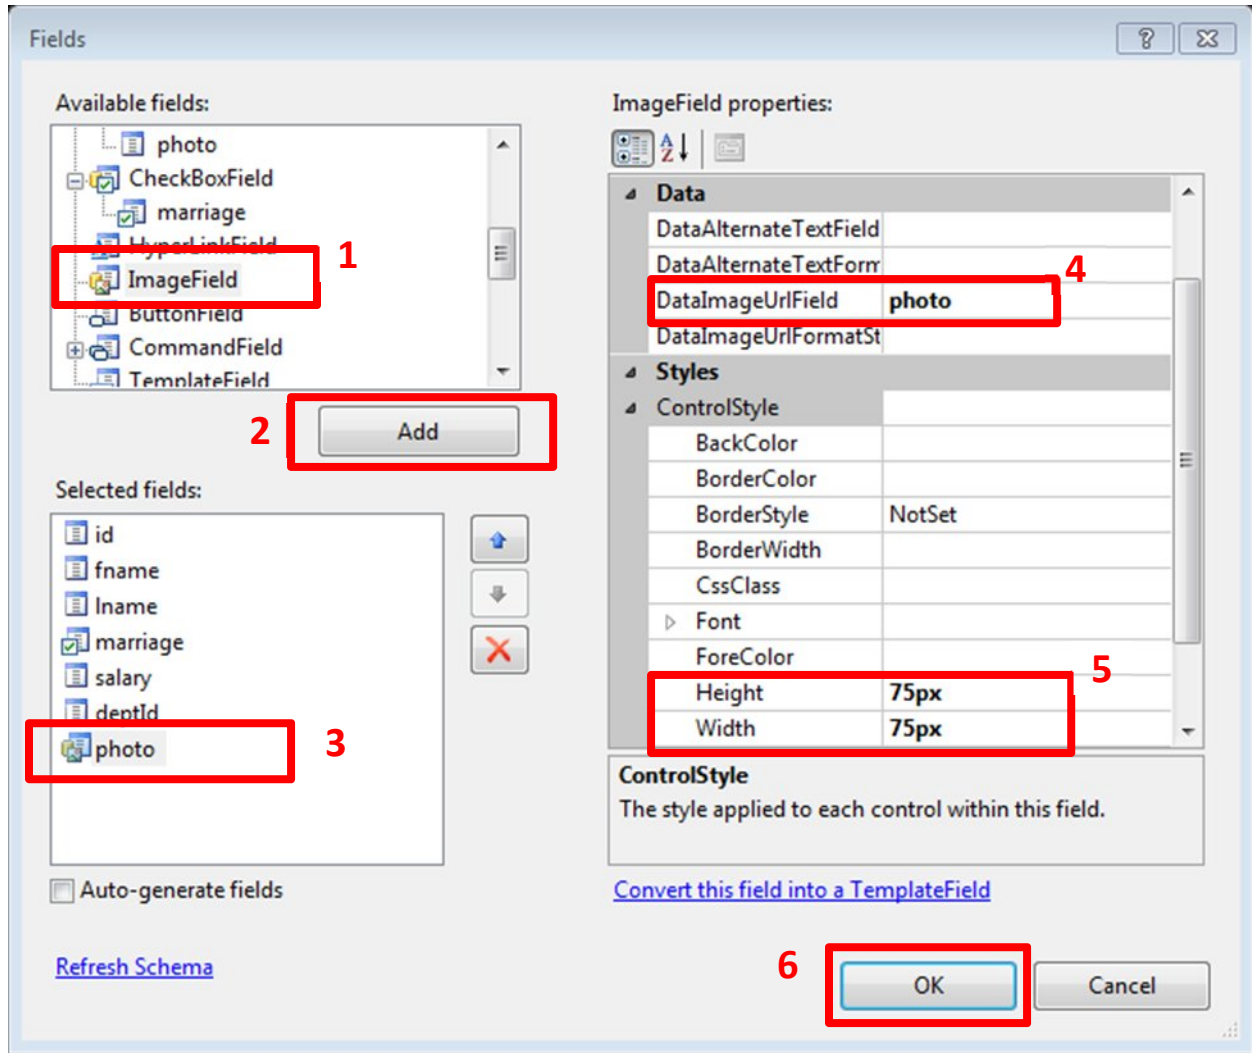 Fields
Available fields:
photo
CheckBoxField
marriage
HyperLinkField
ImageField
ButtonField
CommandField
TemplateField
1
2
Add
Selected fields:
id
fname
lname
marriage
salary
deptId
photo
3
Auto-generate fields
Refresh Schema
ImageField properties:
A
Z
Data
DataAlternateTextField
DataAlternateTextForm
DataImageUrlField photo
4
DataImageUrlFormatSt
Styles
ControlStyle
BackColor
BorderColor
BorderStyle NotSet
BorderWidth
CssClass
Font
ForeColor
5
Height 75px
Width 75px
ControlStyle
The style applied to each control within this field.
Convert this field into a TemplateField
6
OK
Cancel